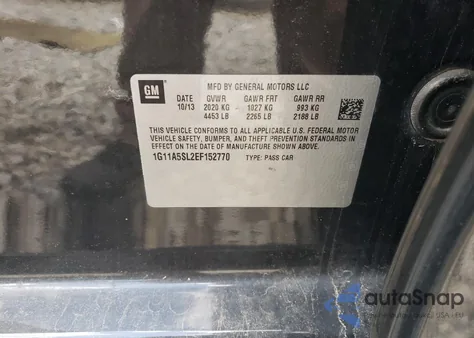 GM
MFD BY GENERAL MOTORS LLC
DATE GVWR GAWR FRT GAWR RR
10/13 2020 KG 1027 KG 993 KG
4453 LB 2265 LB 2188 LB
THIS VEHICLE CONFORMS TO ALL APPLICABLE U.S. FEDERAL MOTOR
VEHICLE SAFETY, BUMPER, AND THEFT PREVENTION STANDARDS IN
EFFECT ON THE DATE OF MANUFACTURE SHOWN ABOVE.
1G11A5SL2EF152770 TYPE: PASS CAR
autoSnap